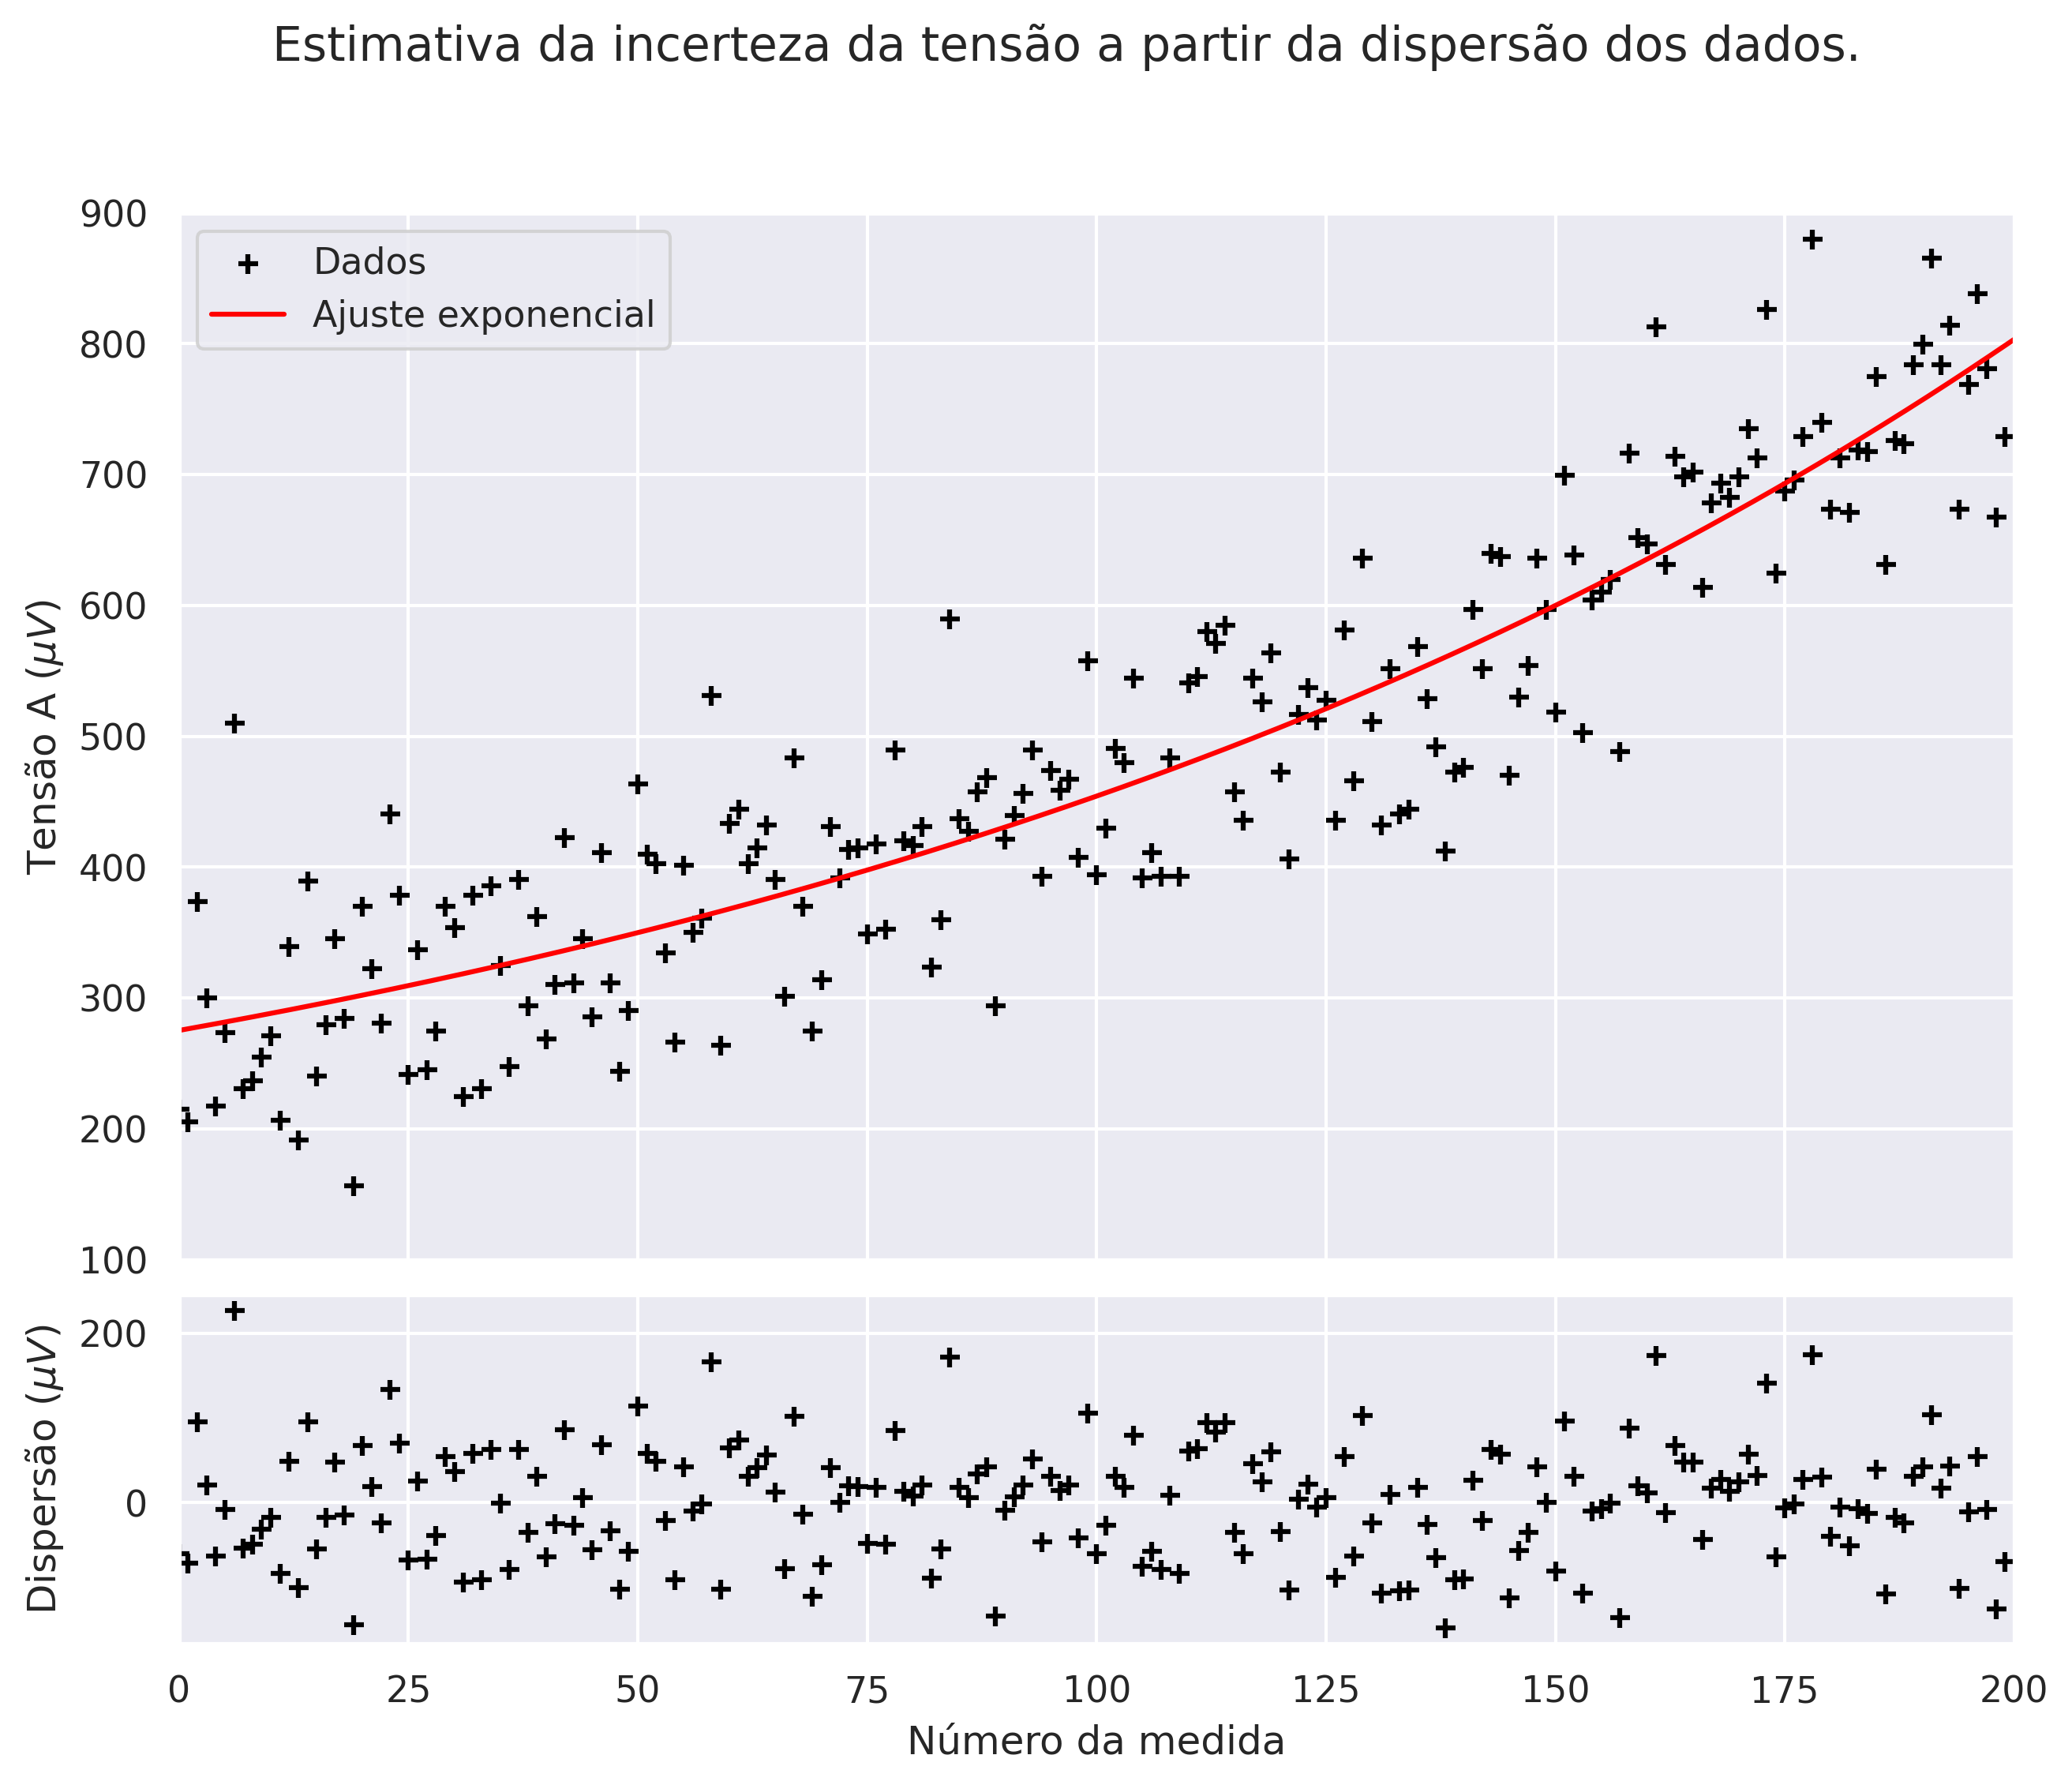 Estimativa da incerteza da tensão a partir da dispersão dos dados.
900
800
700
600
500
400
300
200
100
Tensão A (μV)
Dados
Ajuste exponencial
200
0
Dispersão (μV)
0 25 50 75 100 125 150 175 200
Número da medida